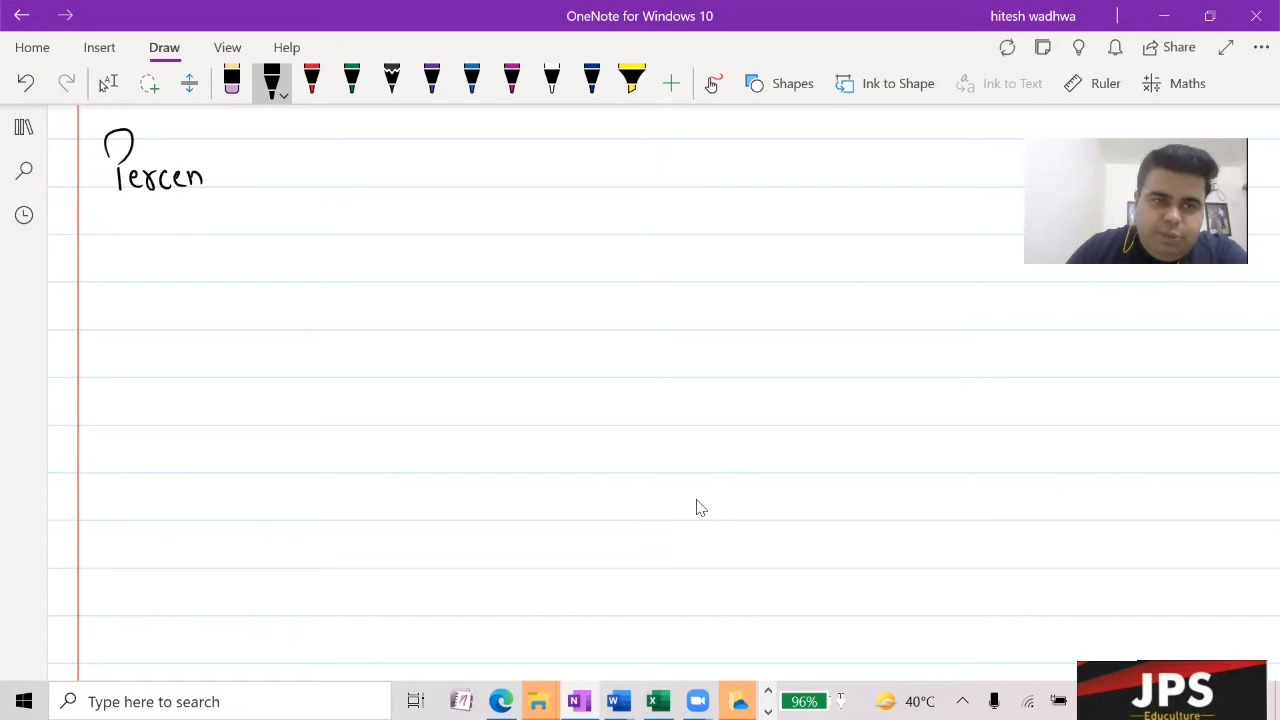 OneNote for Windows 10
hitesh wadhwa
Home Insert Draw View Help
Share
Shapes
Ink to Shape
Ink to Text
Ruler
Maths
Percen
JPS
Educulture
Type here to search
96%
40°C